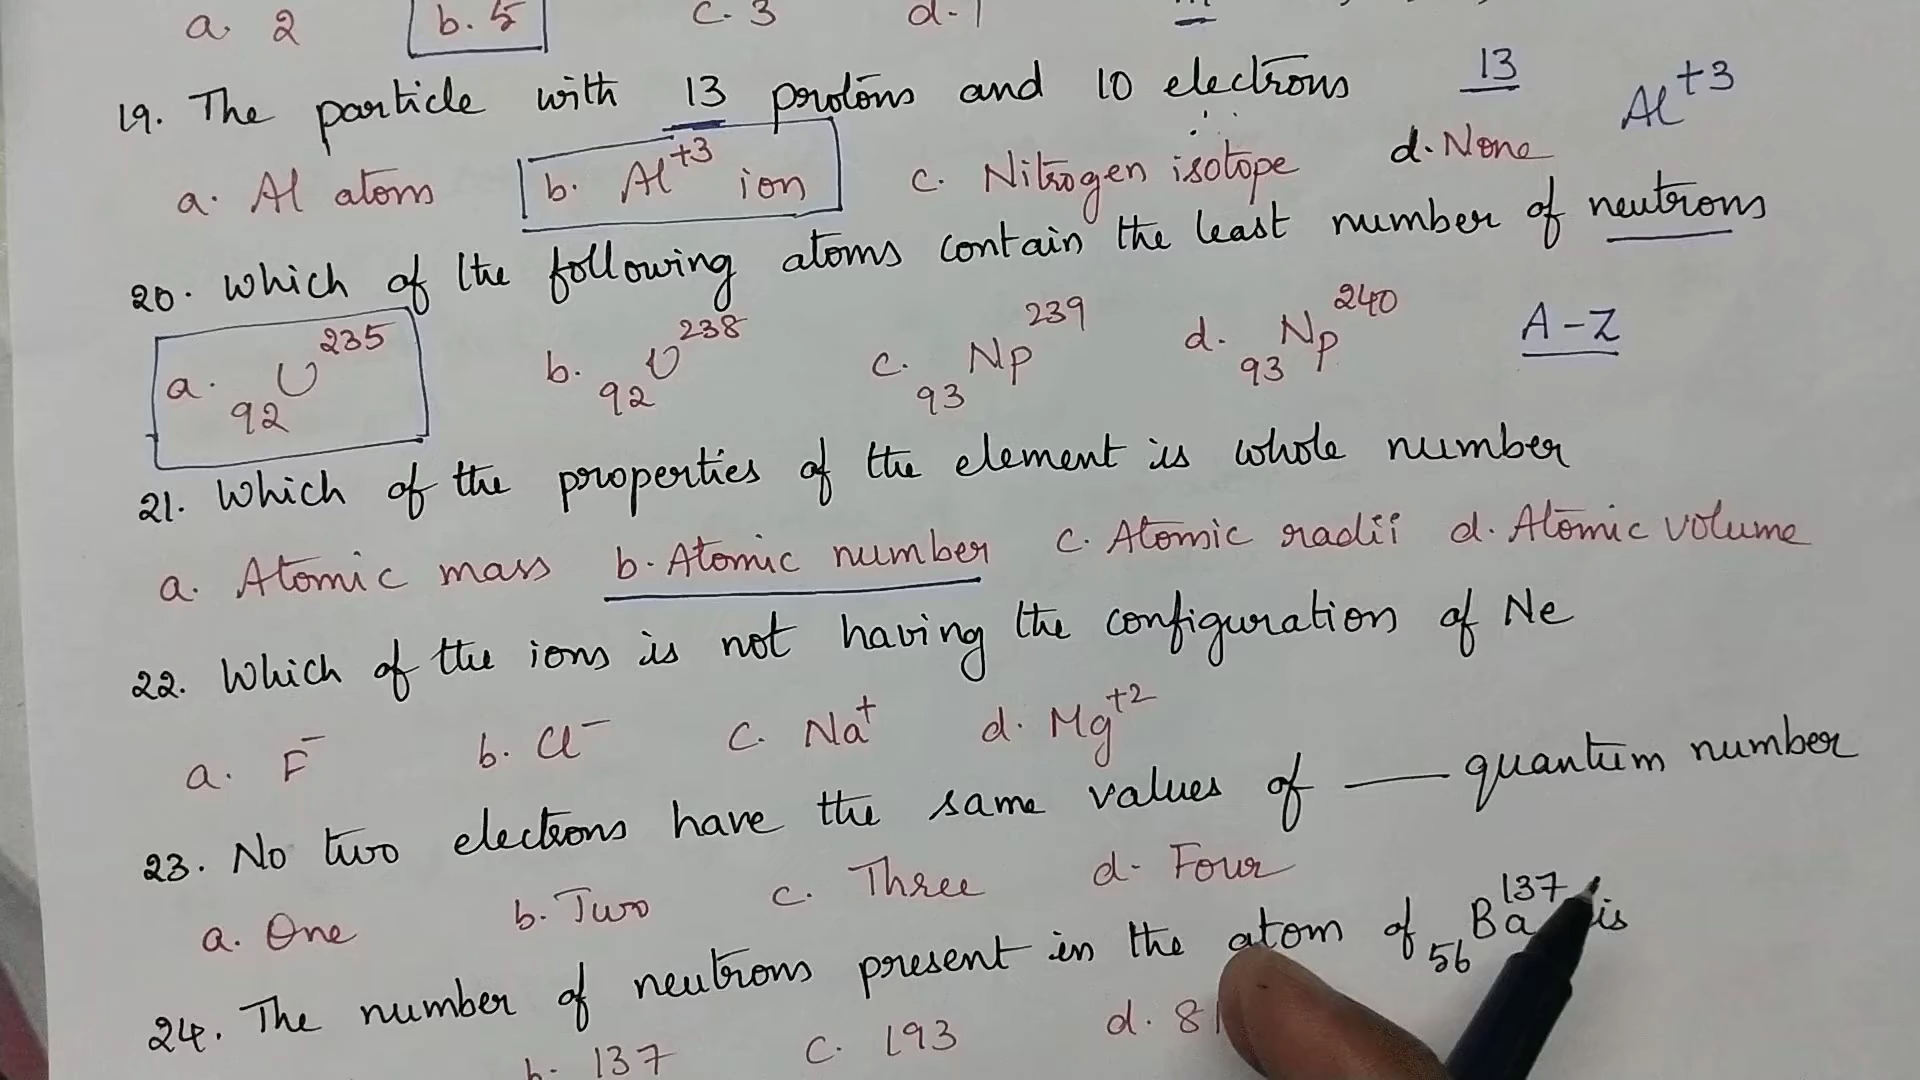 a. 2 b. 5 c. 3 d. 1
19. The particle with 13 protons and 10 electrons 13 Al+3
a. Al atom b. Al+3 ion c. Nitrogen isotope d. None
20. Which of the following atoms contain the least number of neutrons
a. 92U235 b. 92U238 c. 93Np239 d. 93Np240 A-Z
21. Which of the properties of the element is whole number
a. Atomic mass b. Atomic number c. Atomic radii d. Atomic volume
22. Which of the ions is not having the configuration of Ne
a. F- b. Cl- c. Na+ d. Mg+2
23. No two electrons have the same values of — quantum number
a. One b. Two c. Three d. Four
24. The number of neutrons present in the atom of 56Ba137 is
b. 137 c. 193 d. 81